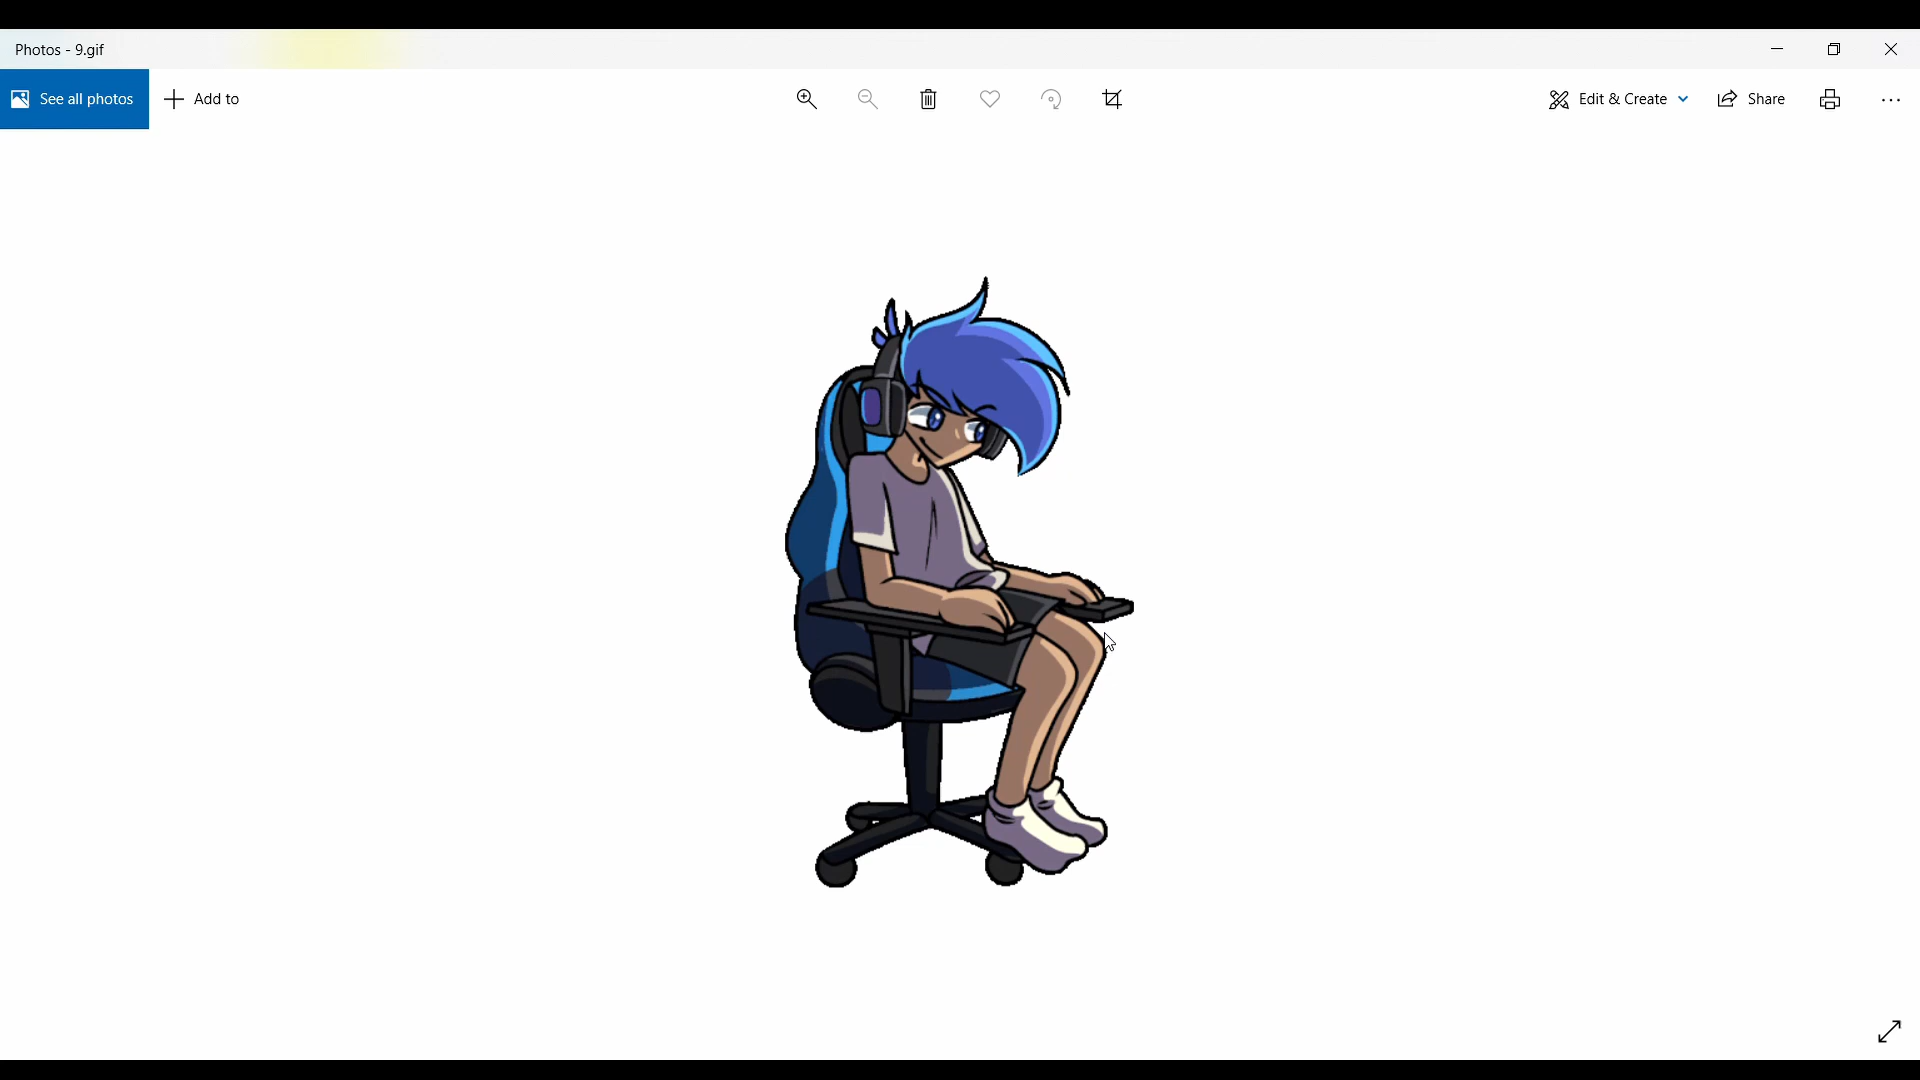 Photos - 9.gif
See all photos
Add to
Edit & Create
Share